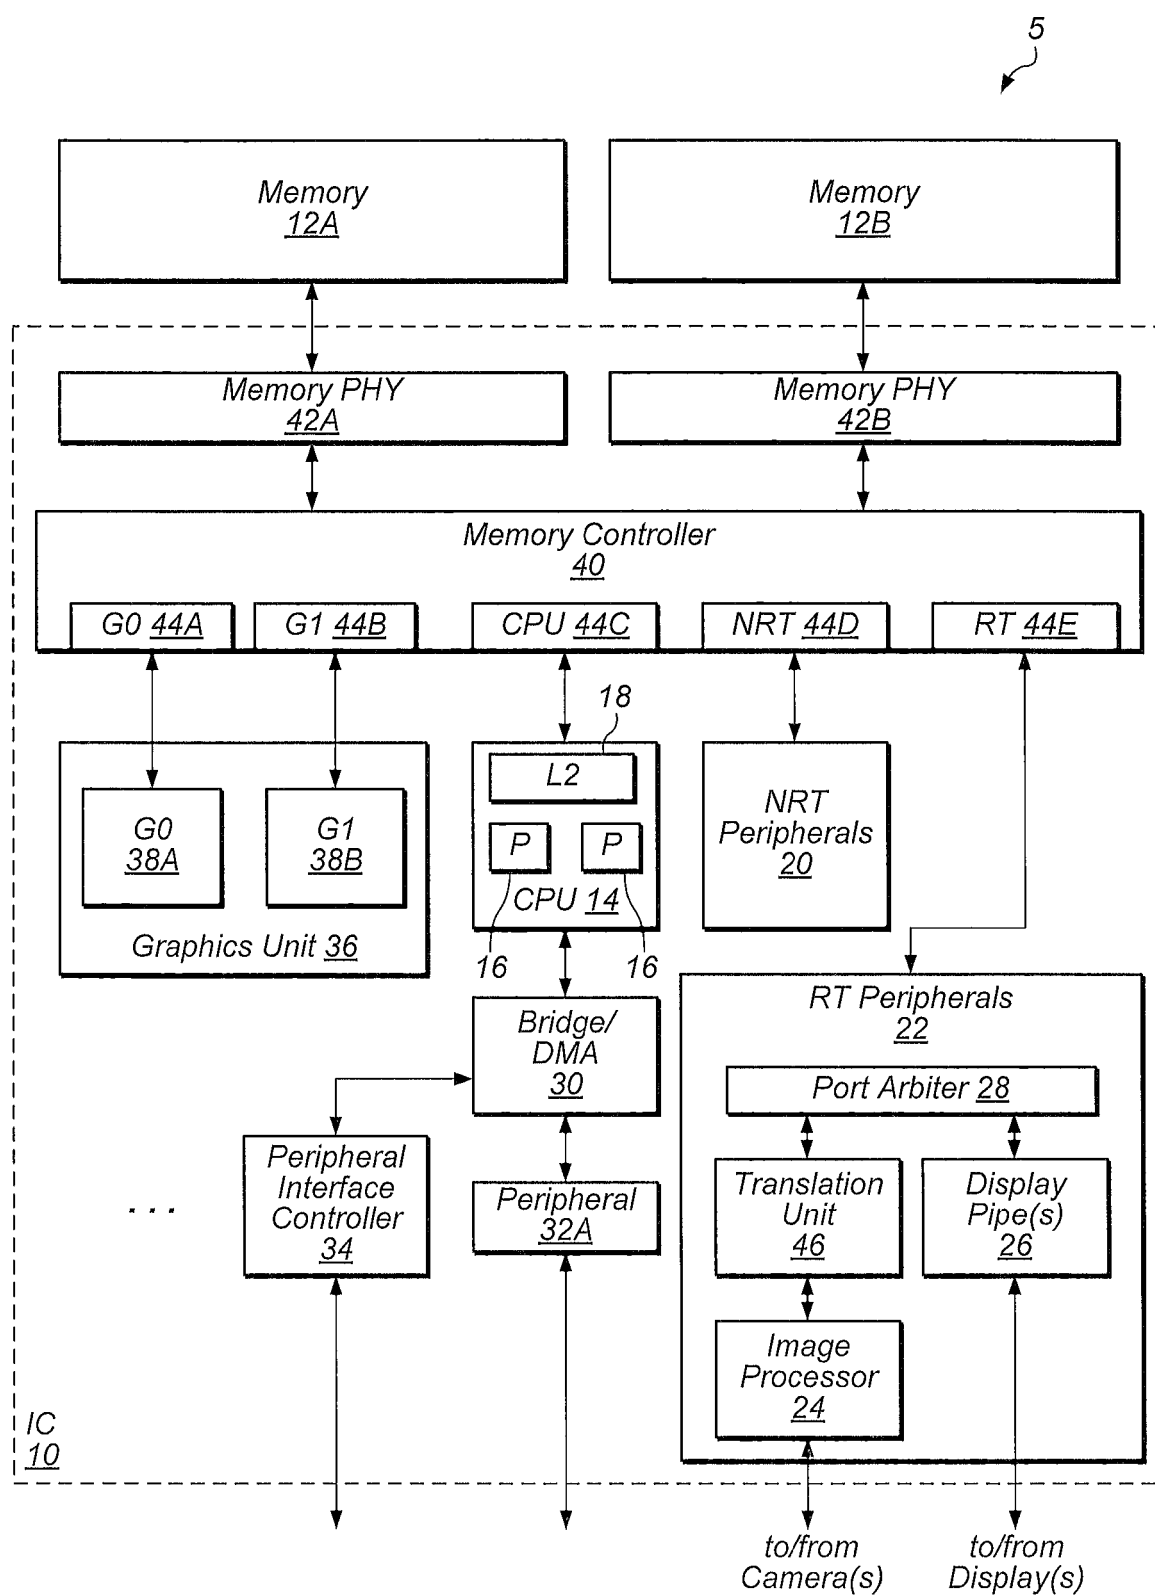 5
Memory
12A
Memory
12B
Memory PHY
42A
Memory PHY
42B
Memory Controller
40
G0 44A
G1 44B
CPU 44C
NRT 44D
RT 44E
18
L2
G0
38A
G1
38B
P
P
CPU 14
NRT
Peripherals
20
Graphics Unit 36
16
16
RT Peripherals
22
Bridge/
DMA
30
Port Arbiter 28
Peripheral
Interface
Controller
34
. . .
Peripheral
32A
Translation
Unit
46
Display
Pipe(s)
26
Image
Processor
24
IC
10
to/from
Camera(s)
to/from
Display(s)